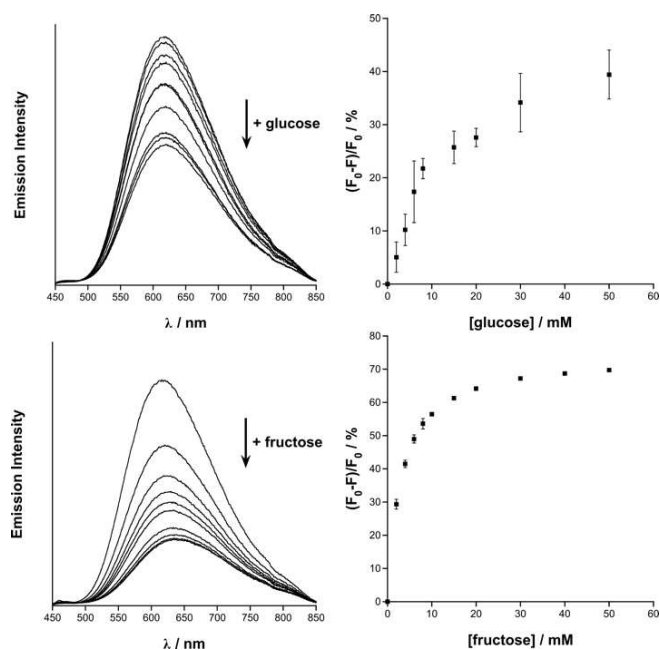 Emission Intensity
+ glucose
450 500 550 600 650 700 750 800 850
λ / nm
(F₀-F)/F₀ / %
50
40
30
20
10
0
0 10 20 30 40 50 60
[glucose] / mM
Emission Intensity
+ fructose
450 500 550 600 650 700 750 800 850
λ / nm
(F₀-F)/F₀ / %
80
70
60
50
40
30
20
10
0
0 10 20 30 40 50 60
[fructose] / mM